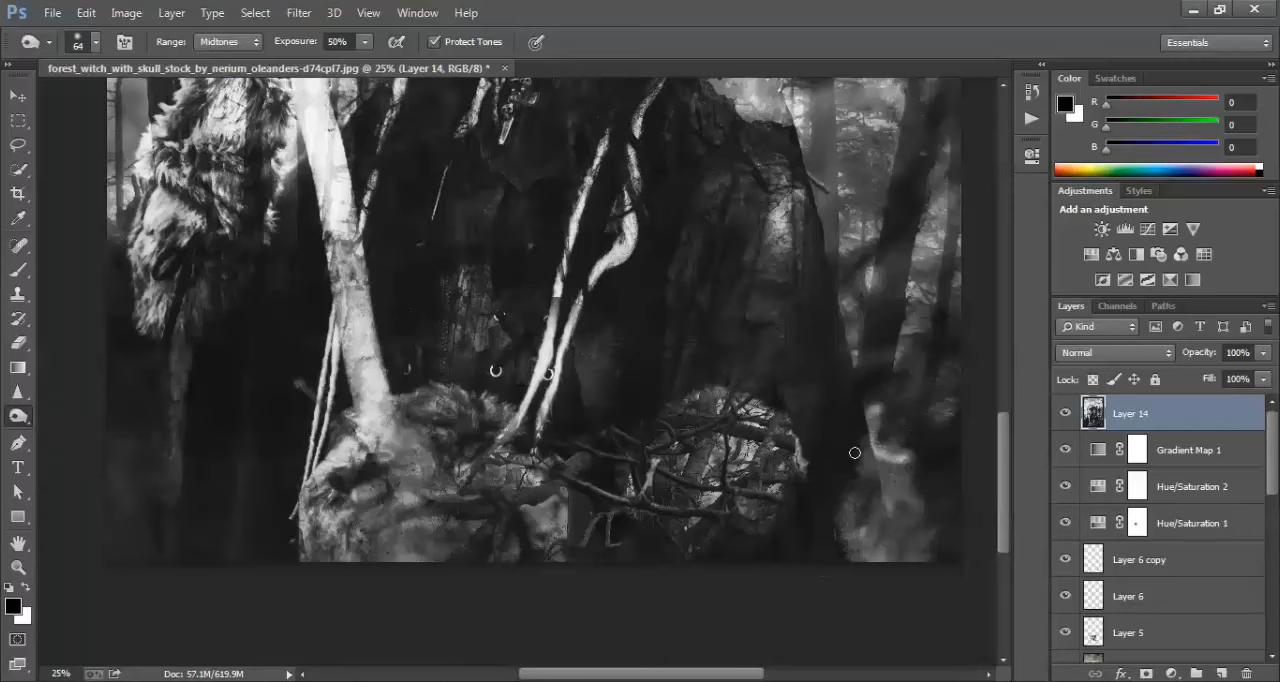 Ps File Edit Image Layer Type Select Filter 3D View Window Help
64 Range: Midtones Exposure: 50% Protect Tones Essentials
forest_witch_with_skull_stock_by_nerium_oleanders-d74cpf7.jpg @ 25% (Layer 14, RGB/8) *
Color Swatches
R 0
G 0
B 0
Adjustments Styles
Add an adjustment
Layers Channels Paths
Kind
Normal Opacity: 100%
Lock: Fill: 100%
Layer 14
Gradient Map 1
Hue/Saturation 2
Hue/Saturation 1
Layer 6 copy
Layer 6
Layer 5
25% Doc: 57.1M/619.9M